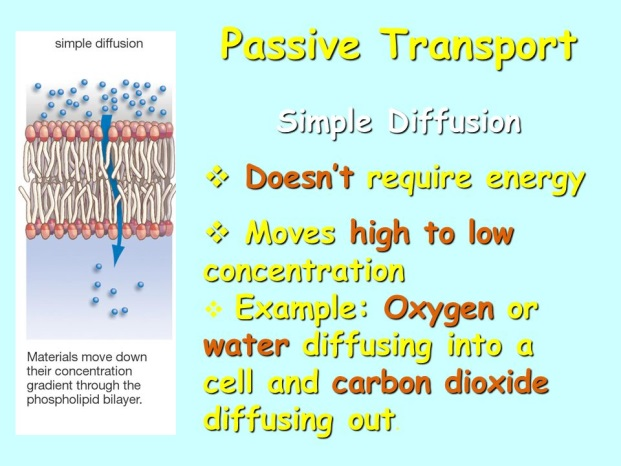 simple diffusion
Materials move down
their concentration
gradient through the
phospholipid bilayer.
Passive Transport
Simple Diffusion
❖ Doesn’t require energy
❖ Moves high to low
concentration
❖ Example: Oxygen or
water diffusing into a
cell and carbon dioxide
diffusing out.